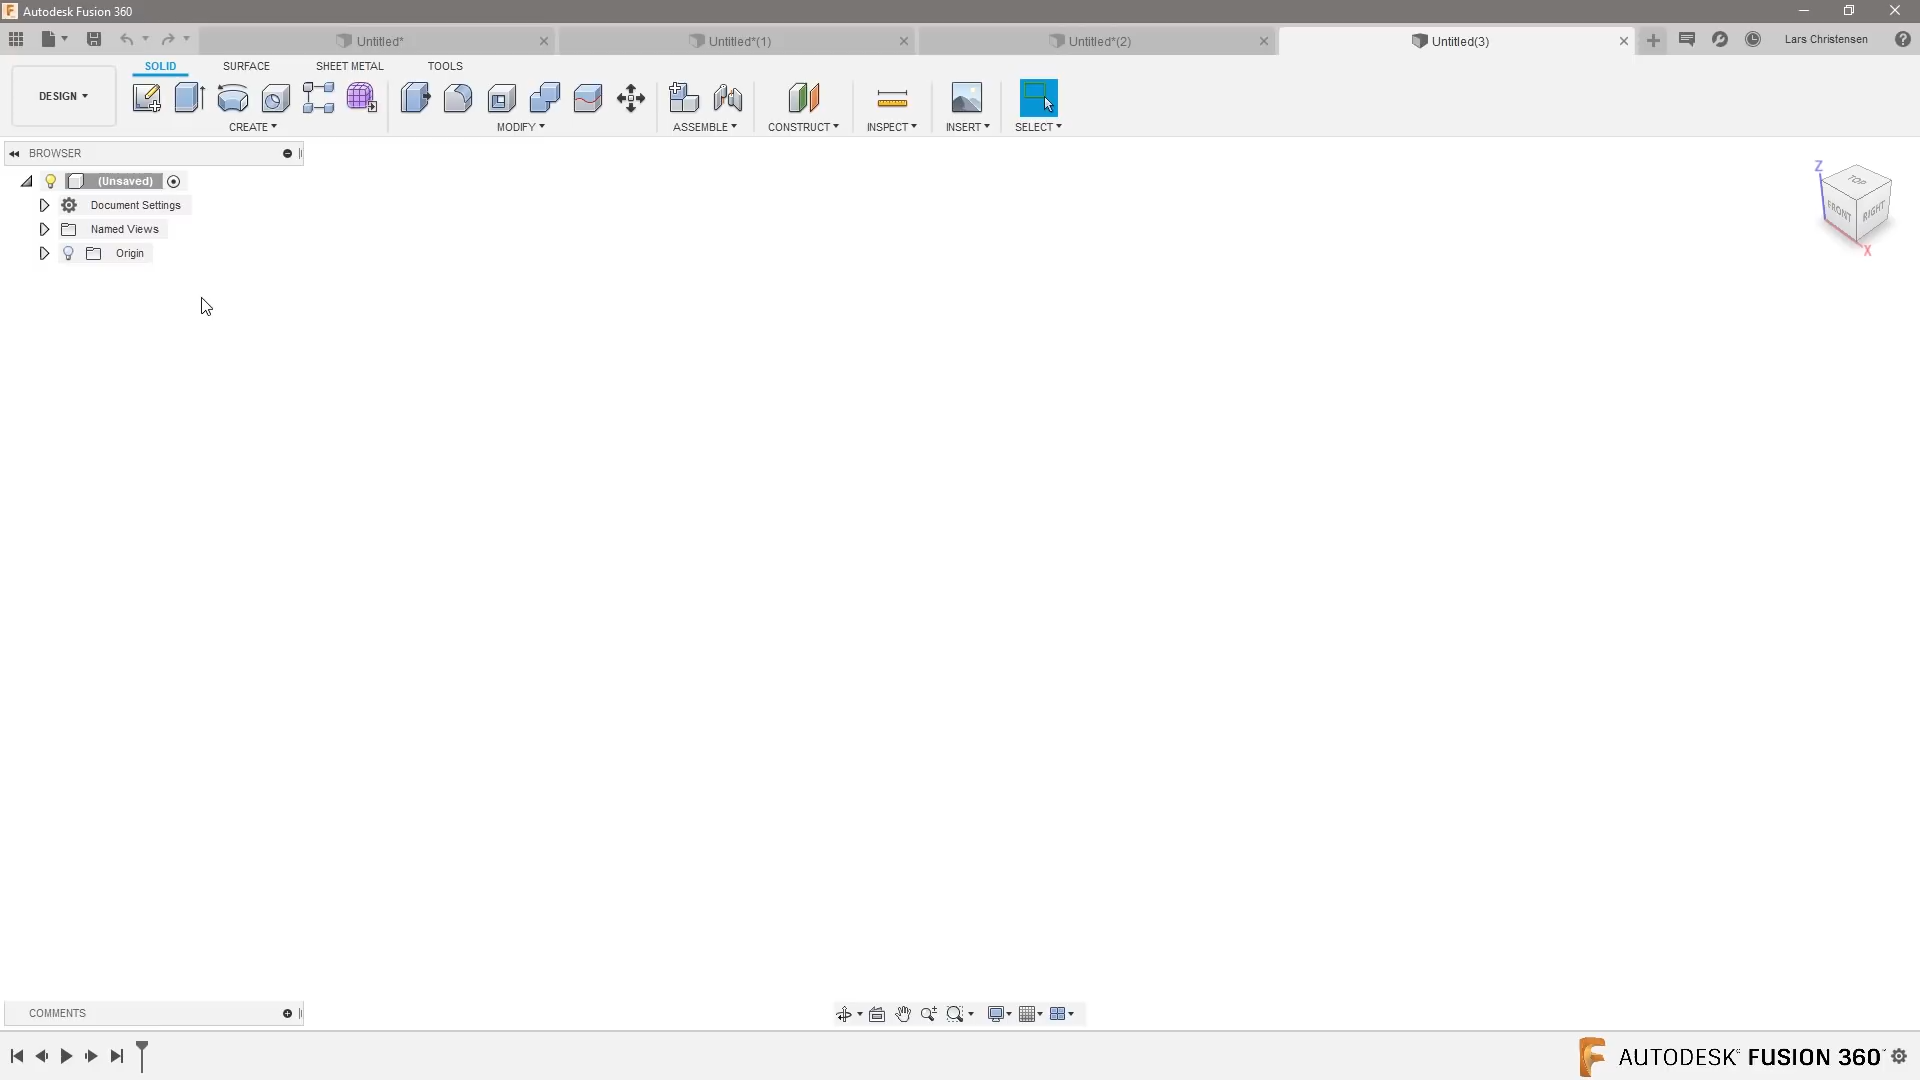 Autodesk Fusion 360
Untitled*
Untitled*(1)
Untitled*(2)
Untitled(3)
Lars Christensen
SOLID
SURFACE
SHEET METAL
TOOLS
DESIGN
CREATE
MODIFY
ASSEMBLE
CONSTRUCT
INSPECT
INSERT
SELECT
BROWSER
(Unsaved)
Document Settings
Named Views
Origin
Z
TOP
FRONT
RIGHT
X
COMMENTS
AUTODESK FUSION 360